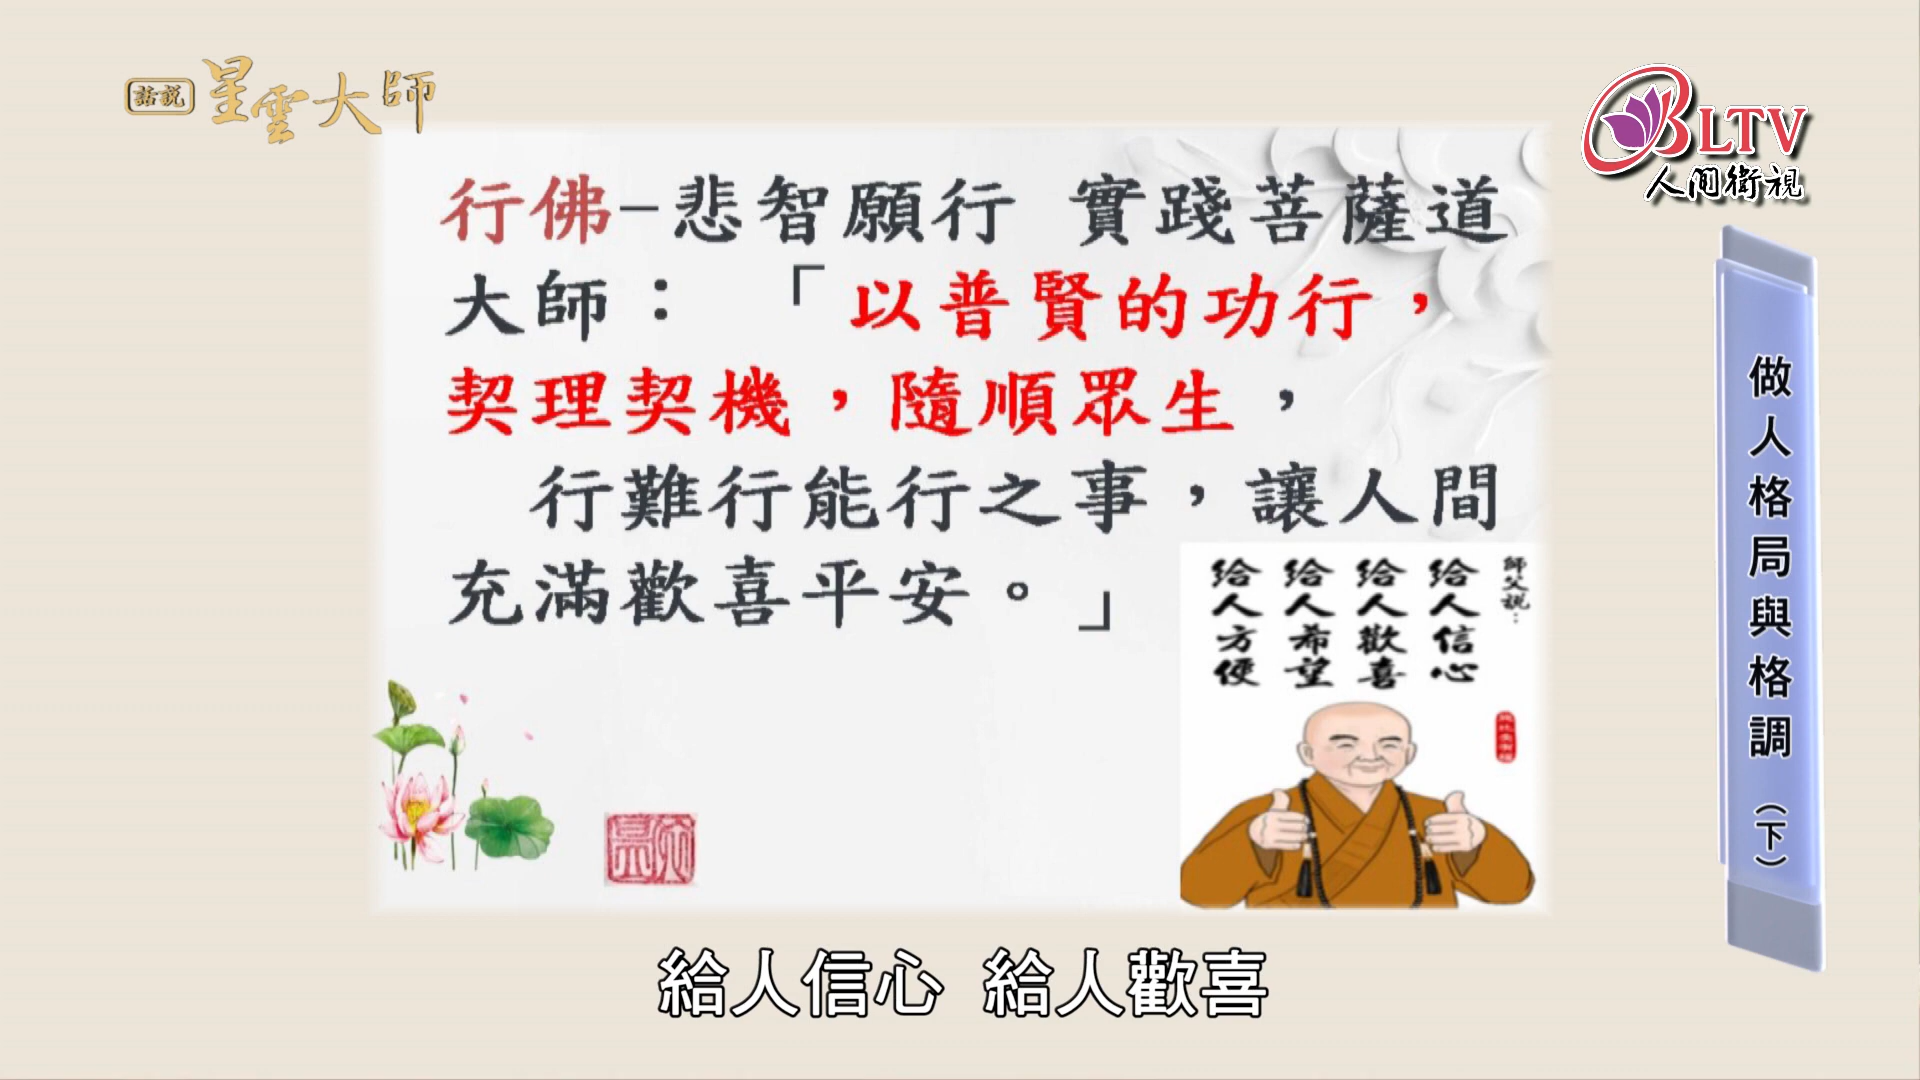 話說 星雲大師
BLTV
人間衛視
行佛-悲智願行 實踐菩薩道
大師：「以普賢的功行，
契理契機，隨順眾生，
行難行能行之事，讓人間
充滿歡喜平安。」
師父說：
給人信心
給人歡喜
給人希望
給人方便
做人格局與格調（下）
給人信心 給人歡喜